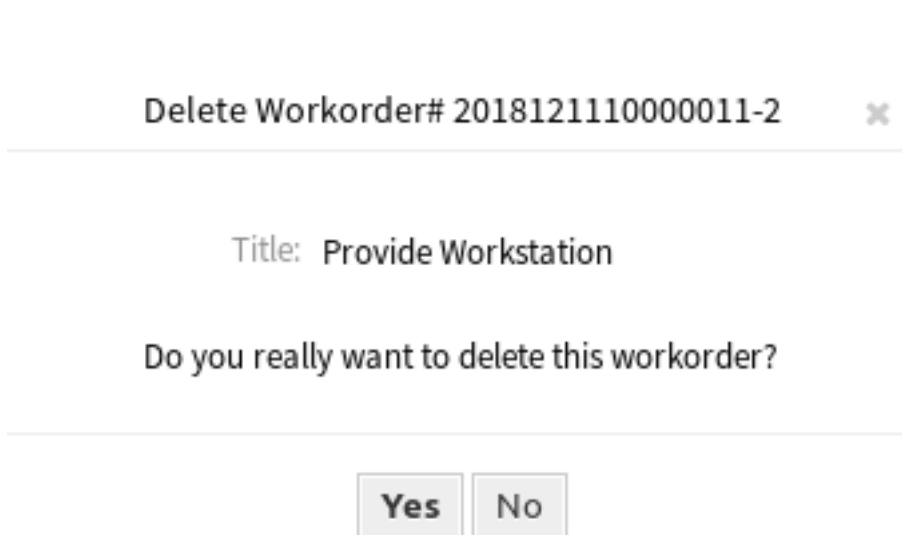 Delete Workorder# 2018121110000011-2
Title: Provide Workstation
Do you really want to delete this workorder?
Yes No